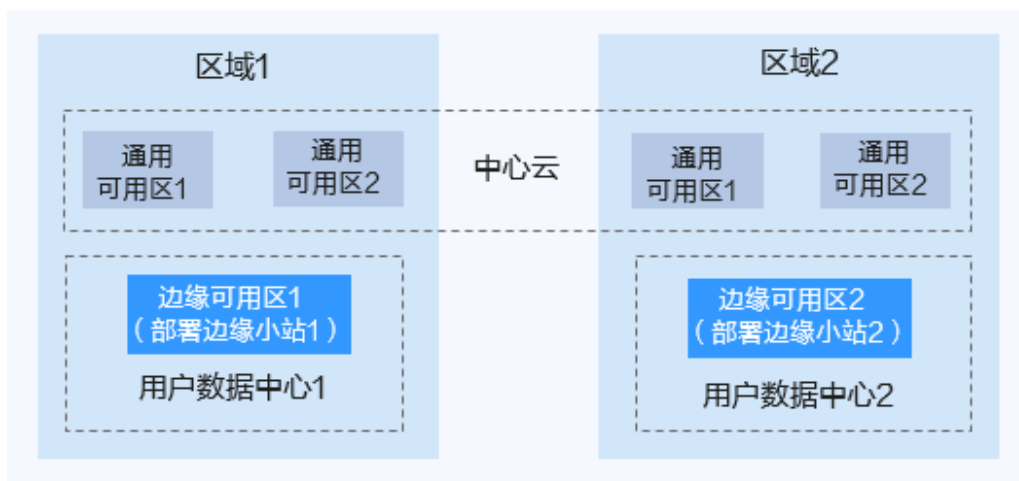 区域1
区域2
通用
可用区1
通用
可用区2
中心云
通用
可用区1
通用
可用区2
边缘可用区1
（部署边缘小站1）
用户数据中心1
边缘可用区2
（部署边缘小站2）
用户数据中心2